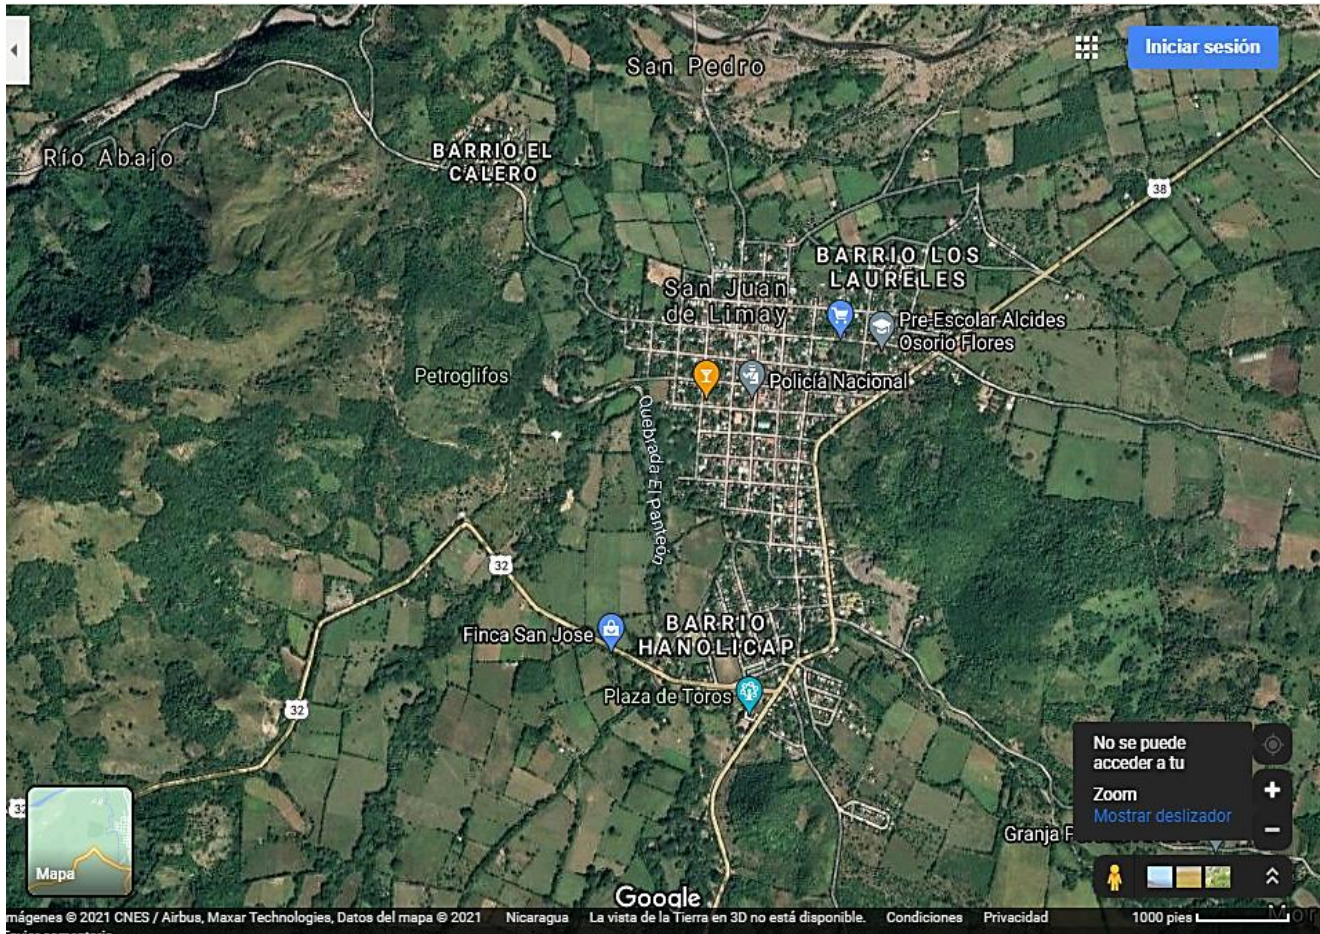 Iniciar sesión
San Pedro
Río Abajo
BARRIO EL
CALERO
38
BARRIO LOS
LAURELES
San Juan
de Limay
Pre-Escolar Alcides
Osorio Flores
Petroglifos
Policía Nacional
Quebrada El Panteón
32
BARRIO
HANOLICAP
Finca San Jose
Plaza de Toros
32
No se puede
acceder a tu
Zoom
Mostrar deslizador
32
Granja
Mapa
Google
mágenes © 2021 CNES / Airbus, Maxar Technologies, Datos del mapa © 2021 Nicaragua La vista de la Tierra en 3D no está disponible. Condiciones Privacidad 1000 pies